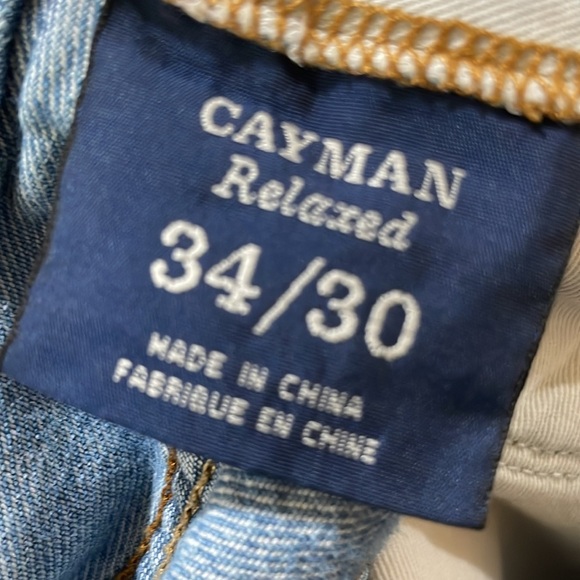 CAYMAN
Relaxed
34/30
MADE IN CHINA
FABRIQUE EN CHINE